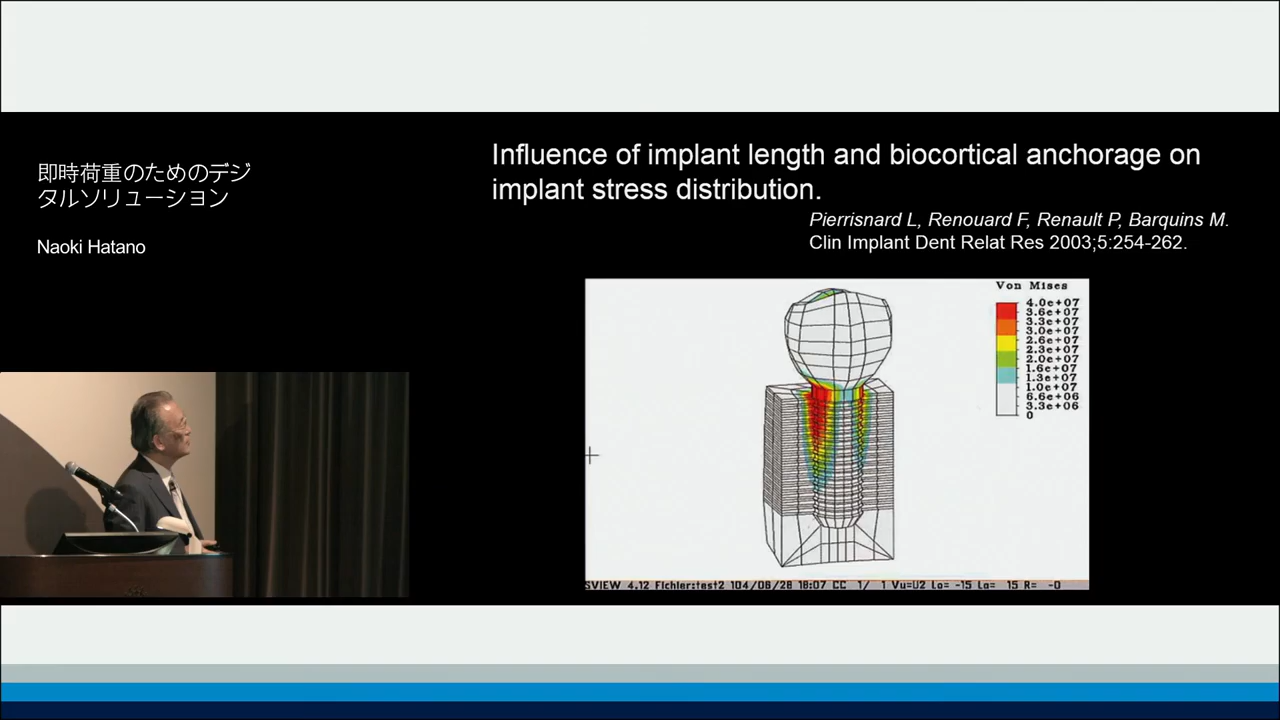 即時荷重のためのデジ
タルソリューション
Naoki Hatano
Influence of implant length and biocortical anchorage on
implant stress distribution.
Pierrisnard L, Renouard F, Renault P, Barquins M.
Clin Implant Dent Relat Res 2003;5:254-262.
Von Mises
4.0e+07
3.6e+07
3.3e+07
3.0e+07
2.6e+07
2.3e+07
2.0e+07
1.6e+07
1.3e+07
1.0e+07
6.6e+06
3.3e+06
0
SVIEW 4.12 Fichier:test2 104/06/28 18:07 CC 1/ 1 Vu=U2 Lo= -15 La= 15 R= -0